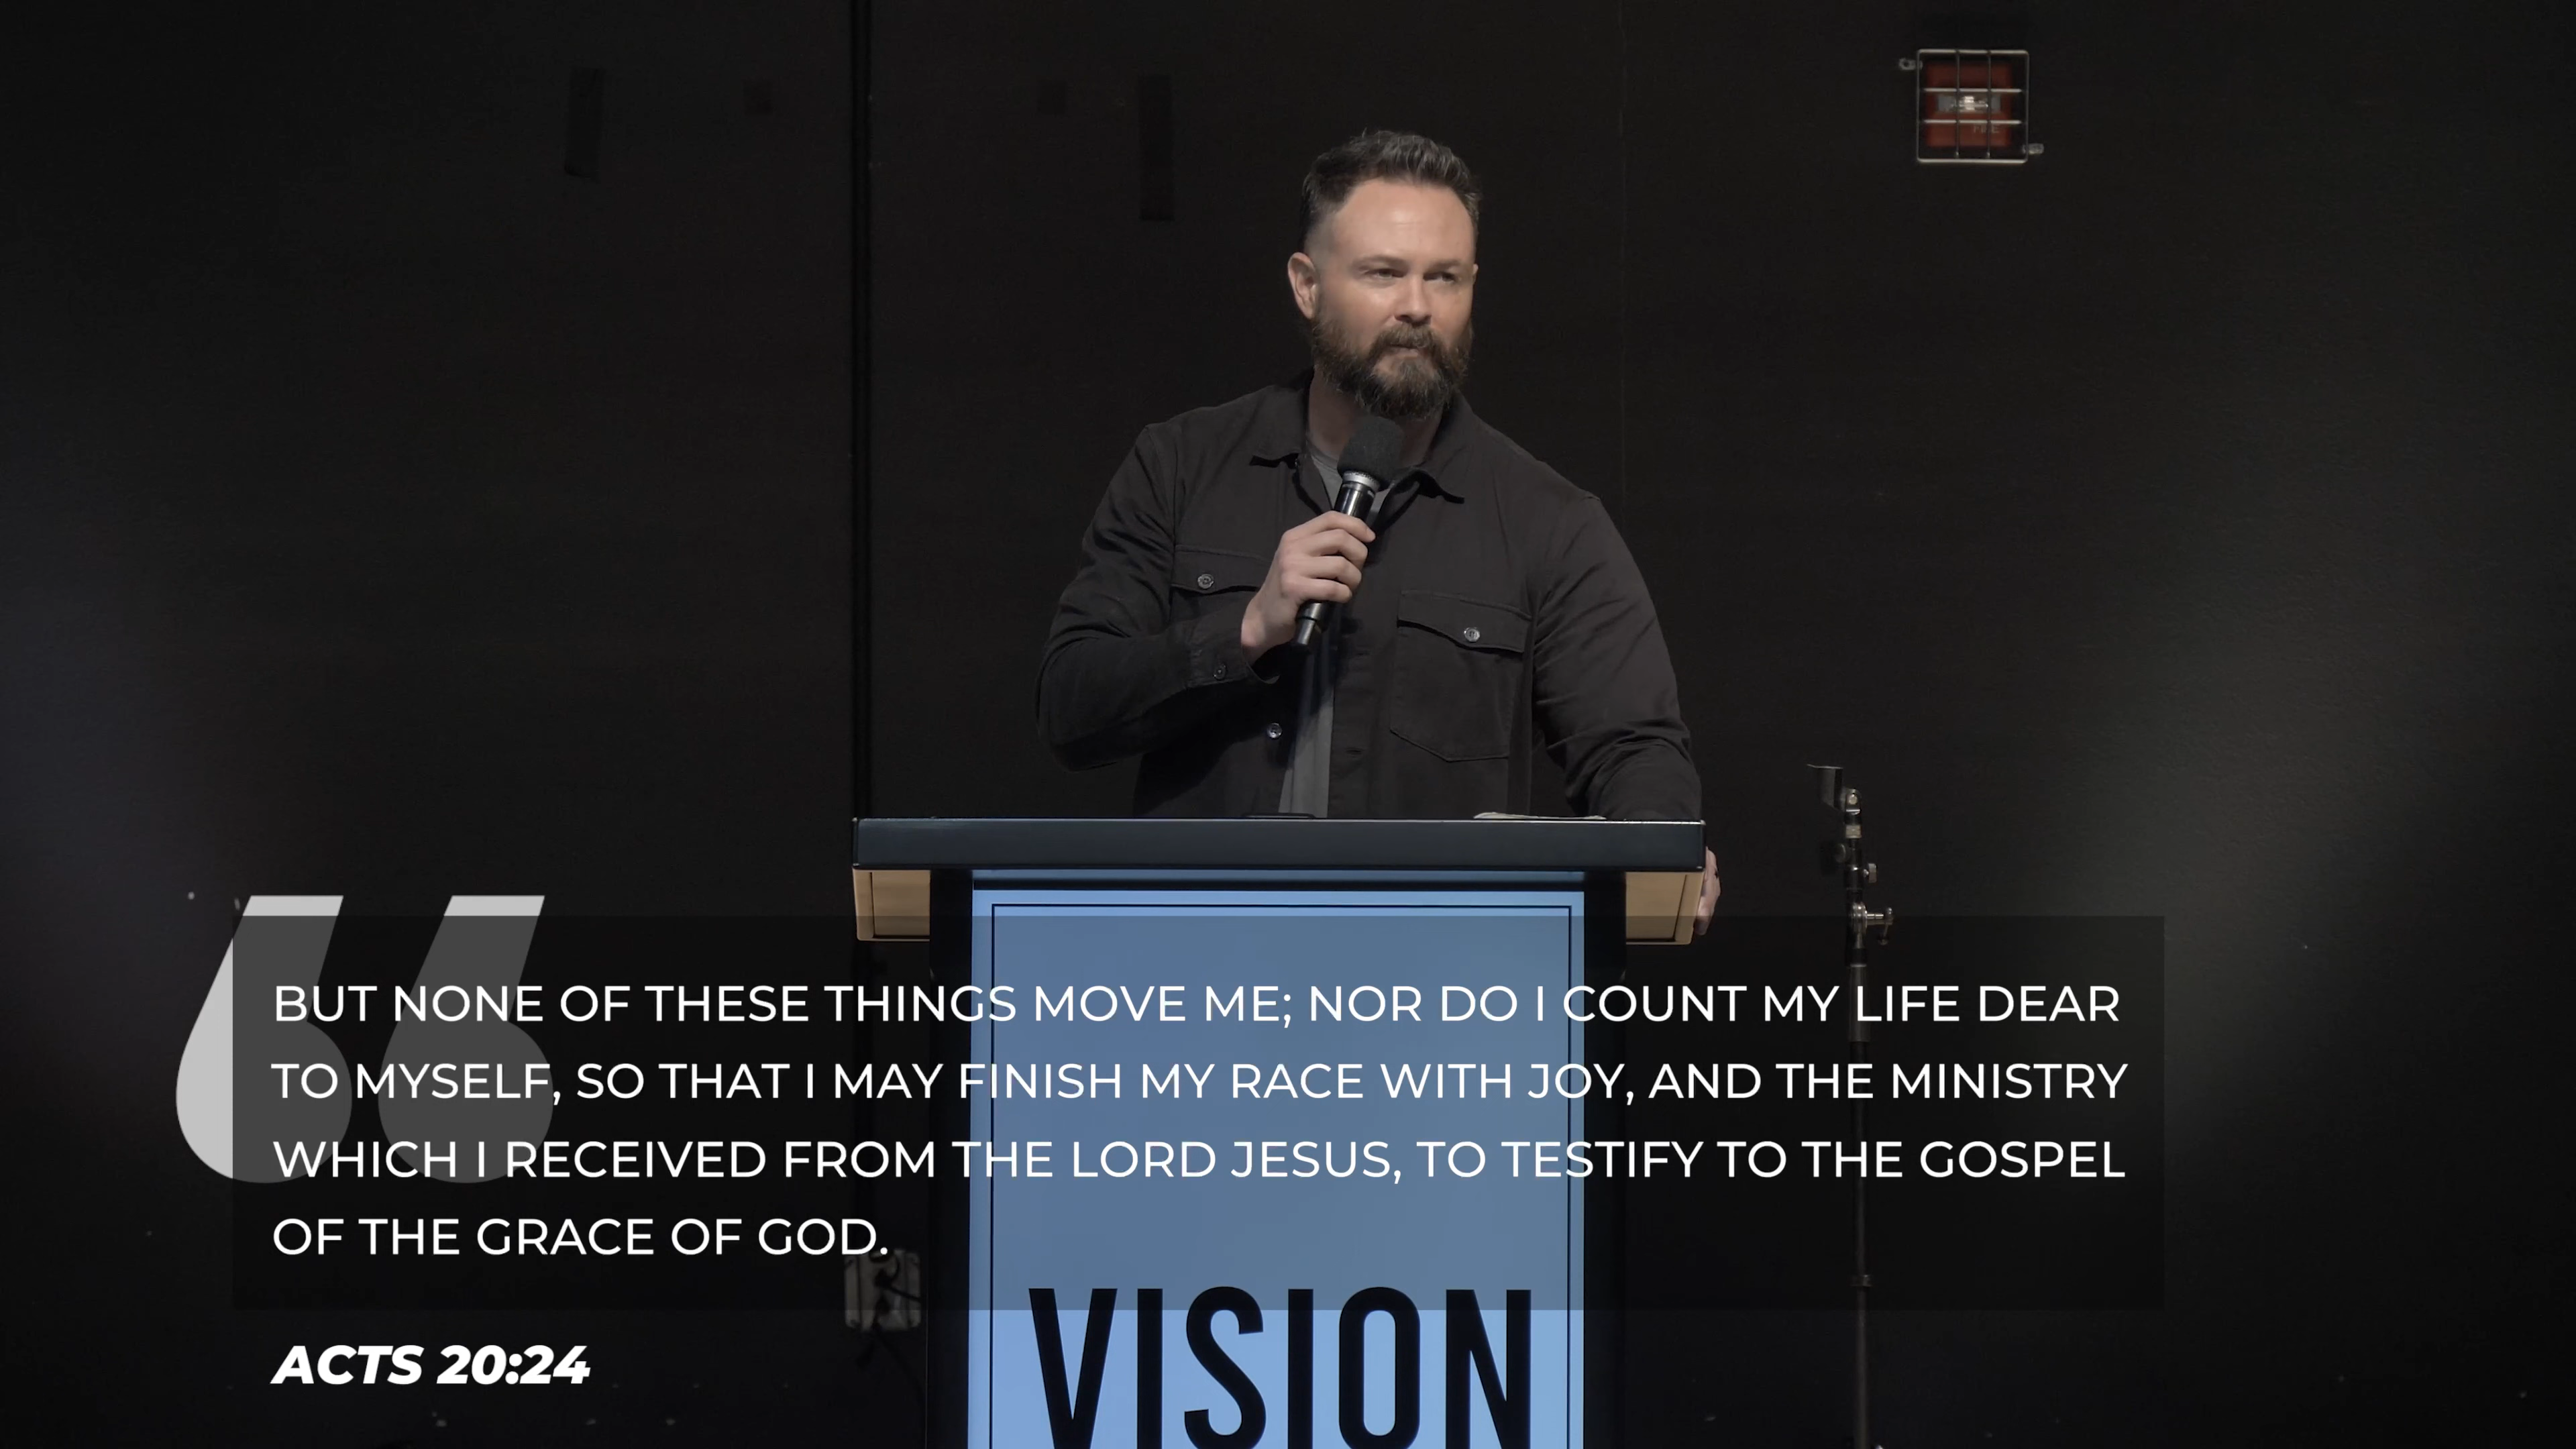 FIRE
BUT NONE OF THESE THINGS MOVE ME; NOR DO I COUNT MY LIFE DEAR
TO MYSELF, SO THAT I MAY FINISH MY RACE WITH JOY, AND THE MINISTRY
WHICH I RECEIVED FROM THE LORD JESUS, TO TESTIFY TO THE GOSPEL
OF THE GRACE OF GOD.
VISION
ACTS 20:24